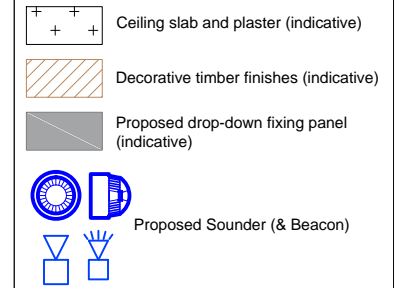 Ceiling slab and plaster (indicative)
Decorative timber finishes (indicative)
Proposed drop-down fixing panel
(indicative)
Proposed Sounder (& Beacon)